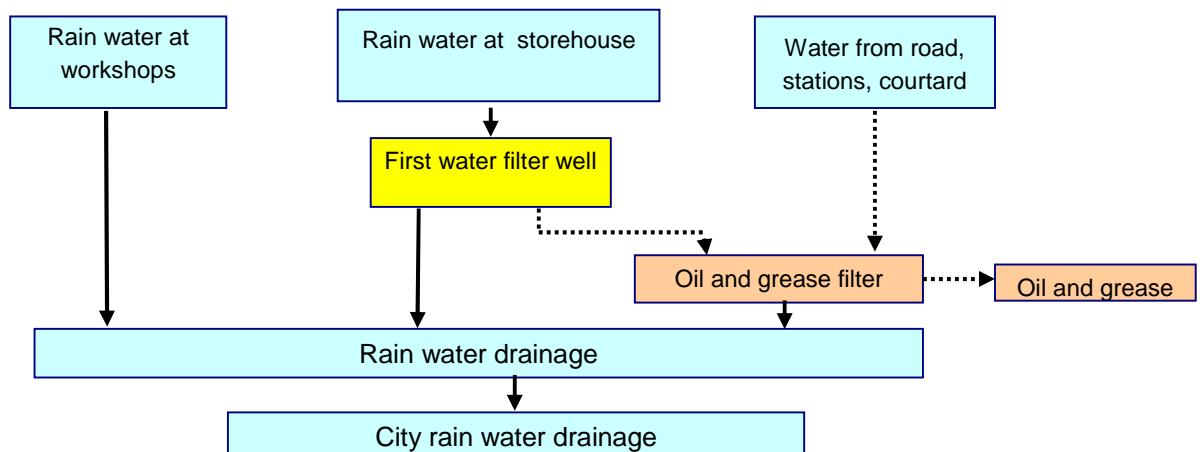 Rain water at
workshops
Rain water at storehouse
Water from road,
stations, courtard
First water filter well
Oil and grease filter
Oil and grease
Rain water drainage
City rain water drainage